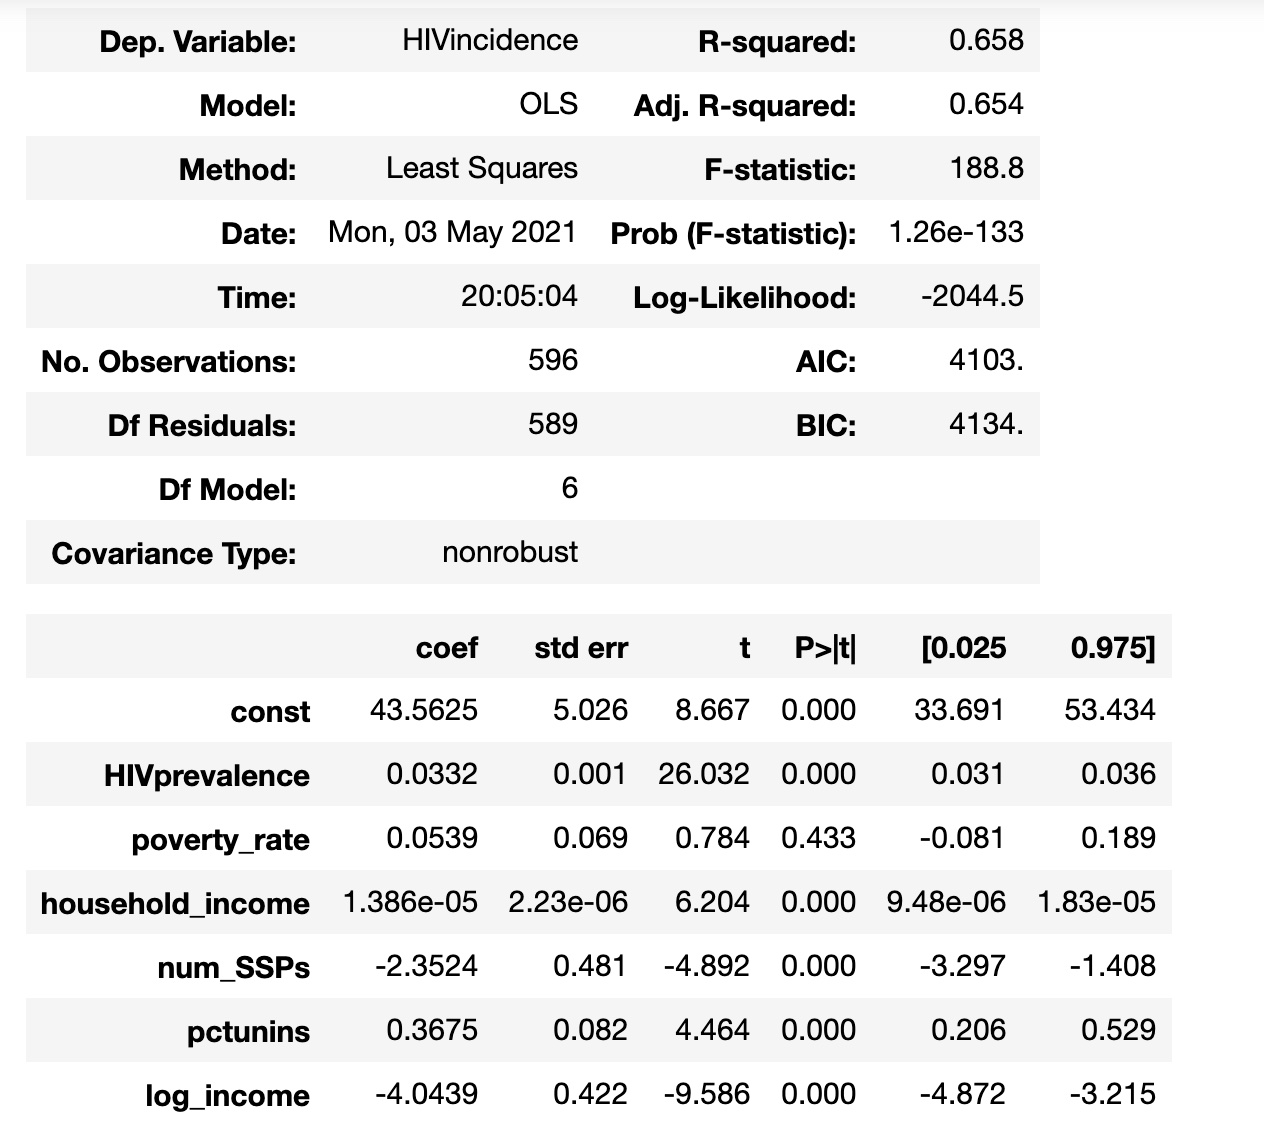 Dep. Variable: HIVincidence R-squared: 0.658
Model: OLS Adj. R-squared: 0.654
Method: Least Squares F-statistic: 188.8
Date: Mon, 03 May 2021 Prob (F-statistic): 1.26e-133
Time: 20:05:04 Log-Likelihood: -2044.5
No. Observations: 596 AIC: 4103.
Df Residuals: 589 BIC: 4134.
Df Model: 6
Covariance Type: nonrobust
coef std err t P>|t| [0.025 0.975]
const 43.5625 5.026 8.667 0.000 33.691 53.434
HIVprevalence 0.0332 0.001 26.032 0.000 0.031 0.036
poverty_rate 0.0539 0.069 0.784 0.433 -0.081 0.189
household_income 1.386e-05 2.23e-06 6.204 0.000 9.48e-06 1.83e-05
num_SSPs -2.3524 0.481 -4.892 0.000 -3.297 -1.408
pctunins 0.3675 0.082 4.464 0.000 0.206 0.529
log_income -4.0439 0.422 -9.586 0.000 -4.872 -3.215